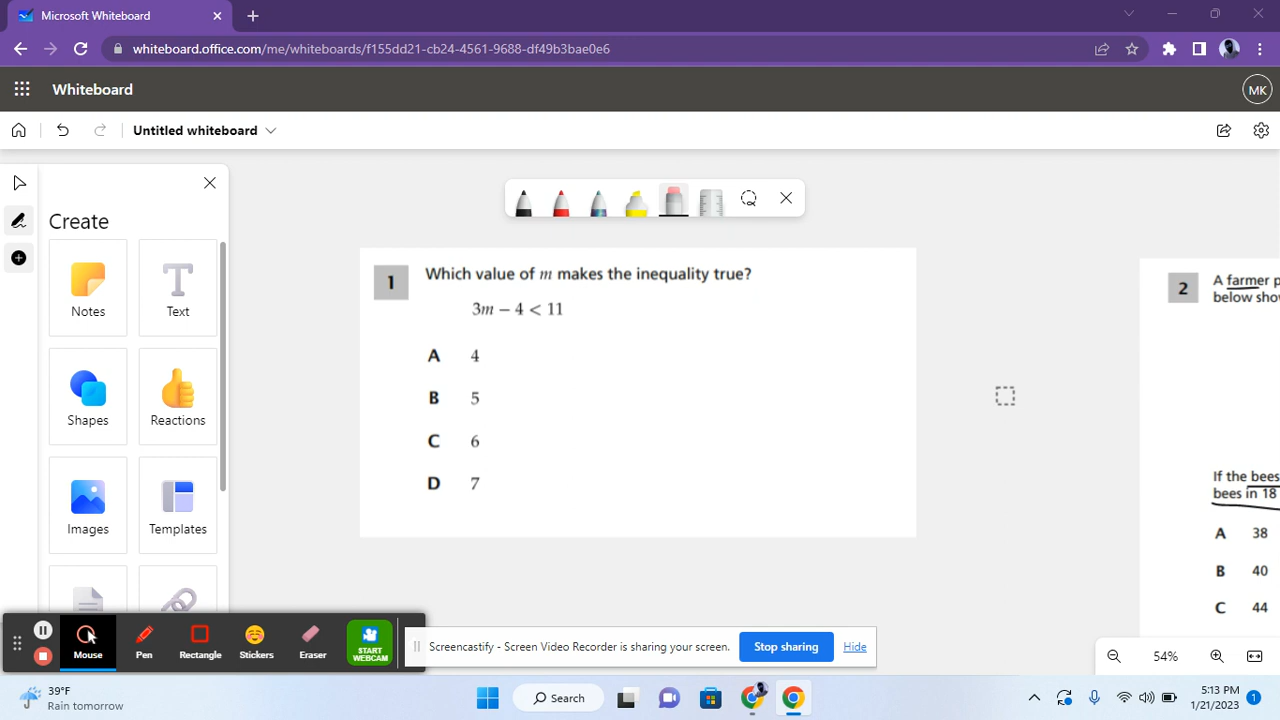 Microsoft Whiteboard
whiteboard.office.com/me/whiteboards/f155dd21-cb24-4561-9688-df49b3bae0e6
Whiteboard
MK
Untitled whiteboard
Create
Notes
Text
Shapes
Reactions
Images
Templates
1
Which value of m makes the inequality true?
3m − 4 < 11
A 4
B 5
C 6
D 7
2
A farmer p
below sho
If the bees
bees in 18
A 38
B 40
C 44
Mouse
Pen
Rectangle
Stickers
Eraser
START
WEBCAM
Screencastify - Screen Video Recorder is sharing your screen.
Stop sharing
Hide
54%
39°F
Rain tomorrow
Search
5:13 PM
1/21/2023
1